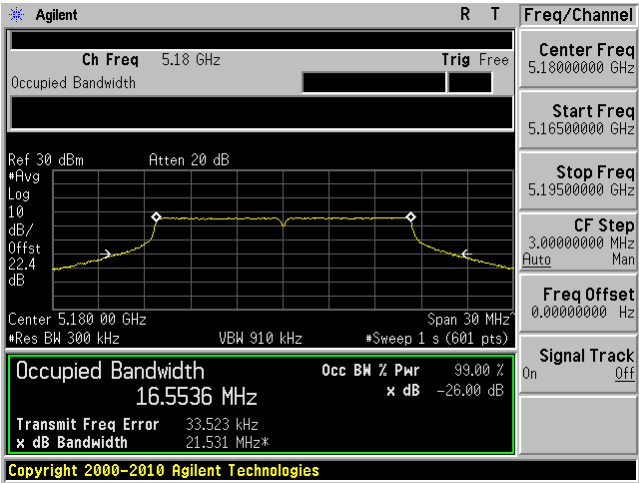 Agilent R T Freq/Channel
Ch Freq 5.18 GHz Trig Free
Occupied Bandwidth
Center Freq
5.18000000 GHz
Start Freq
5.16500000 GHz
Stop Freq
5.19500000 GHz
CF Step
3.00000000 MHz
Auto Man
Freq Offset
0.00000000 Hz
Signal Track
On Off
Ref 30 dBm Atten 20 dB
#Avg
Log
10
dB/
Offst
22.4
dB
Center 5.180 00 GHz Span 30 MHz^
#Res BW 300 kHz VBW 910 kHz #Sweep 1 s (601 pts)
Occupied Bandwidth Occ BW % Pwr 99.00 %
16.5536 MHz x dB -26.00 dB
Transmit Freq Error 33.523 kHz
x dB Bandwidth 21.531 MHz*
Copyright 2000-2010 Agilent Technologies